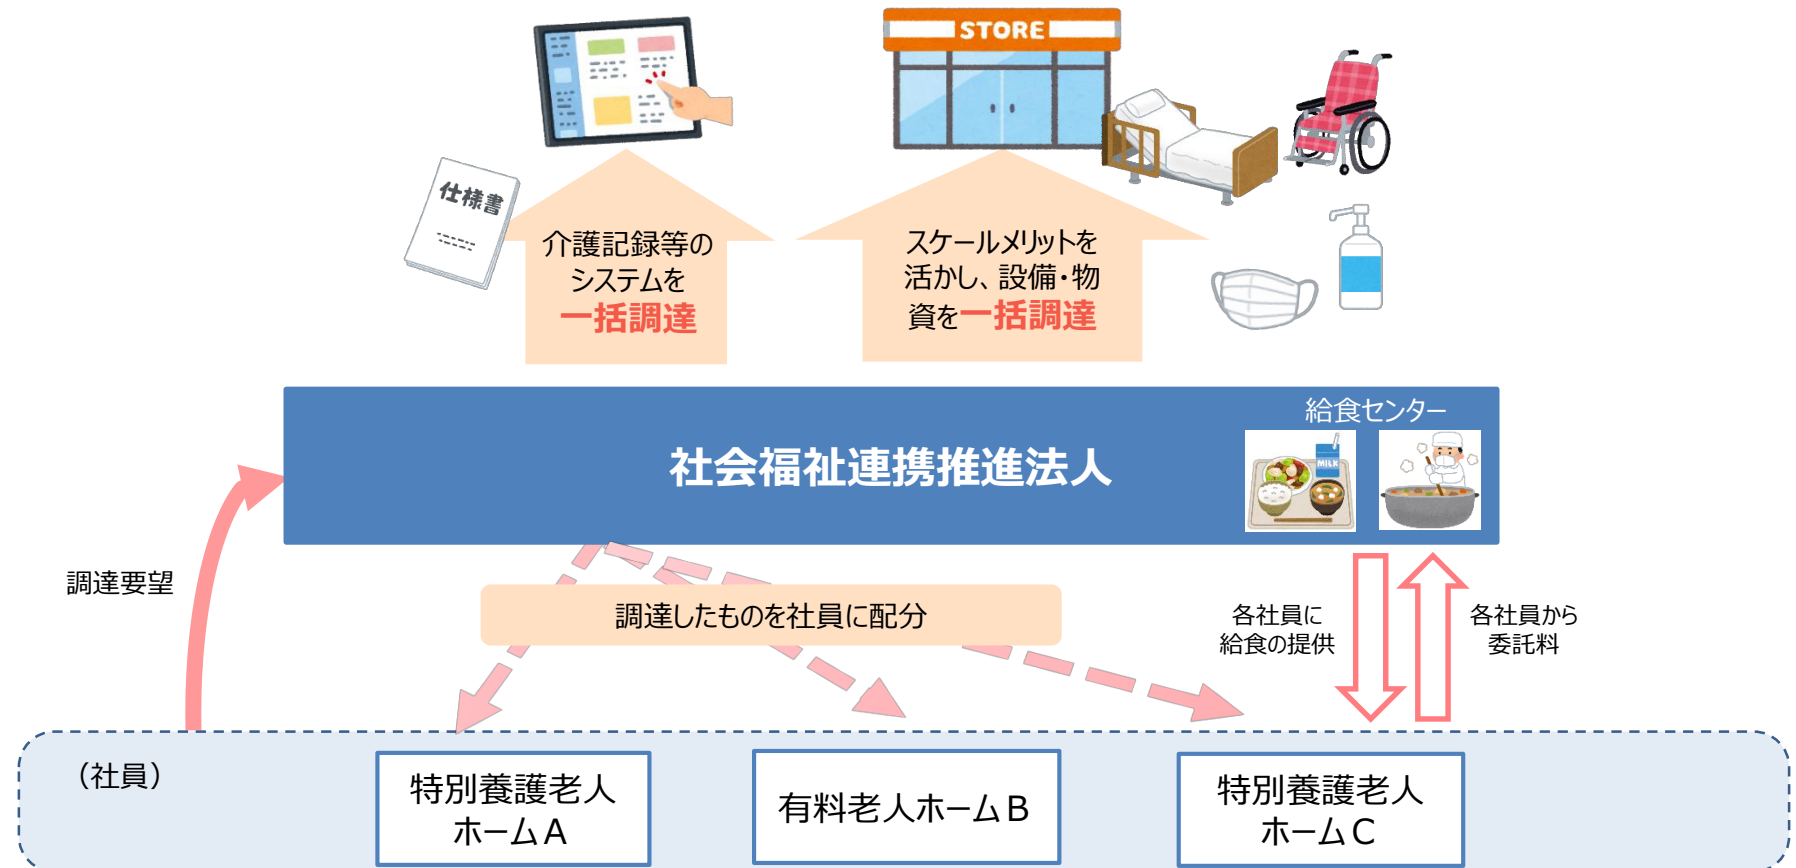 STORE
仕様書
介護記録等の
システムを
一括調達
スケールメリットを
活かし、設備・物
資を一括調達
給食センター
MILK
社会福祉連携推進法人
調達要望
調達したものを社員に配分
各社員に
給食の提供
各社員から
委託料
（社員）
特別養護老人
ホームA
有料老人ホームB
特別養護老人
ホームC